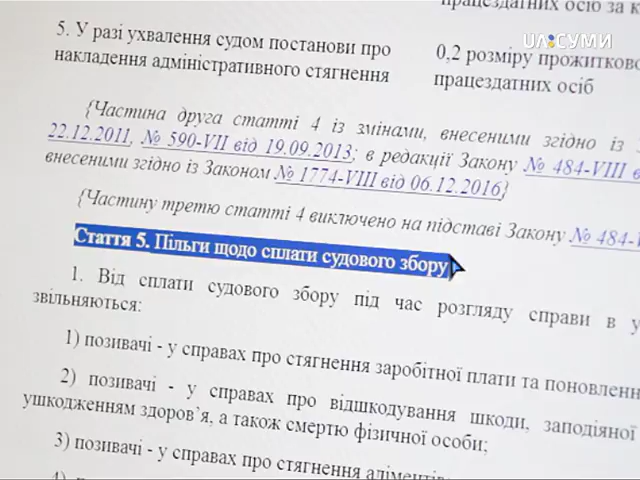 працездатних осіб за к
UA:СУМИ
5. У разі ухвалення судом постанови про
накладення адміністративного стягнення
0,2 розміру прожитково
працездатних осіб
{Частина друга статті 4 із змінами, внесеними згідно із
22.12.2011, № 590-VII від 19.09.2013; в редакції Закону № 484-VIII в
внесеними згідно із Законом № 1774-VIII від 06.12.2016}
{Частину третю статті 4 виключено на підставі Закону № 484-
Стаття 5. Пільги щодо сплати судового збору
1. Від сплати судового збору під час розгляду справи в у
звільняються:
1) позивачі - у справах про стягнення заробітної плати та поновленн
2) позивачі - у справах про відшкодування шкоди, заподіяної
ушкодженням здоров’я, а також смертю фізичної особи;
3) позивачі - у справах про стягнення аліментів